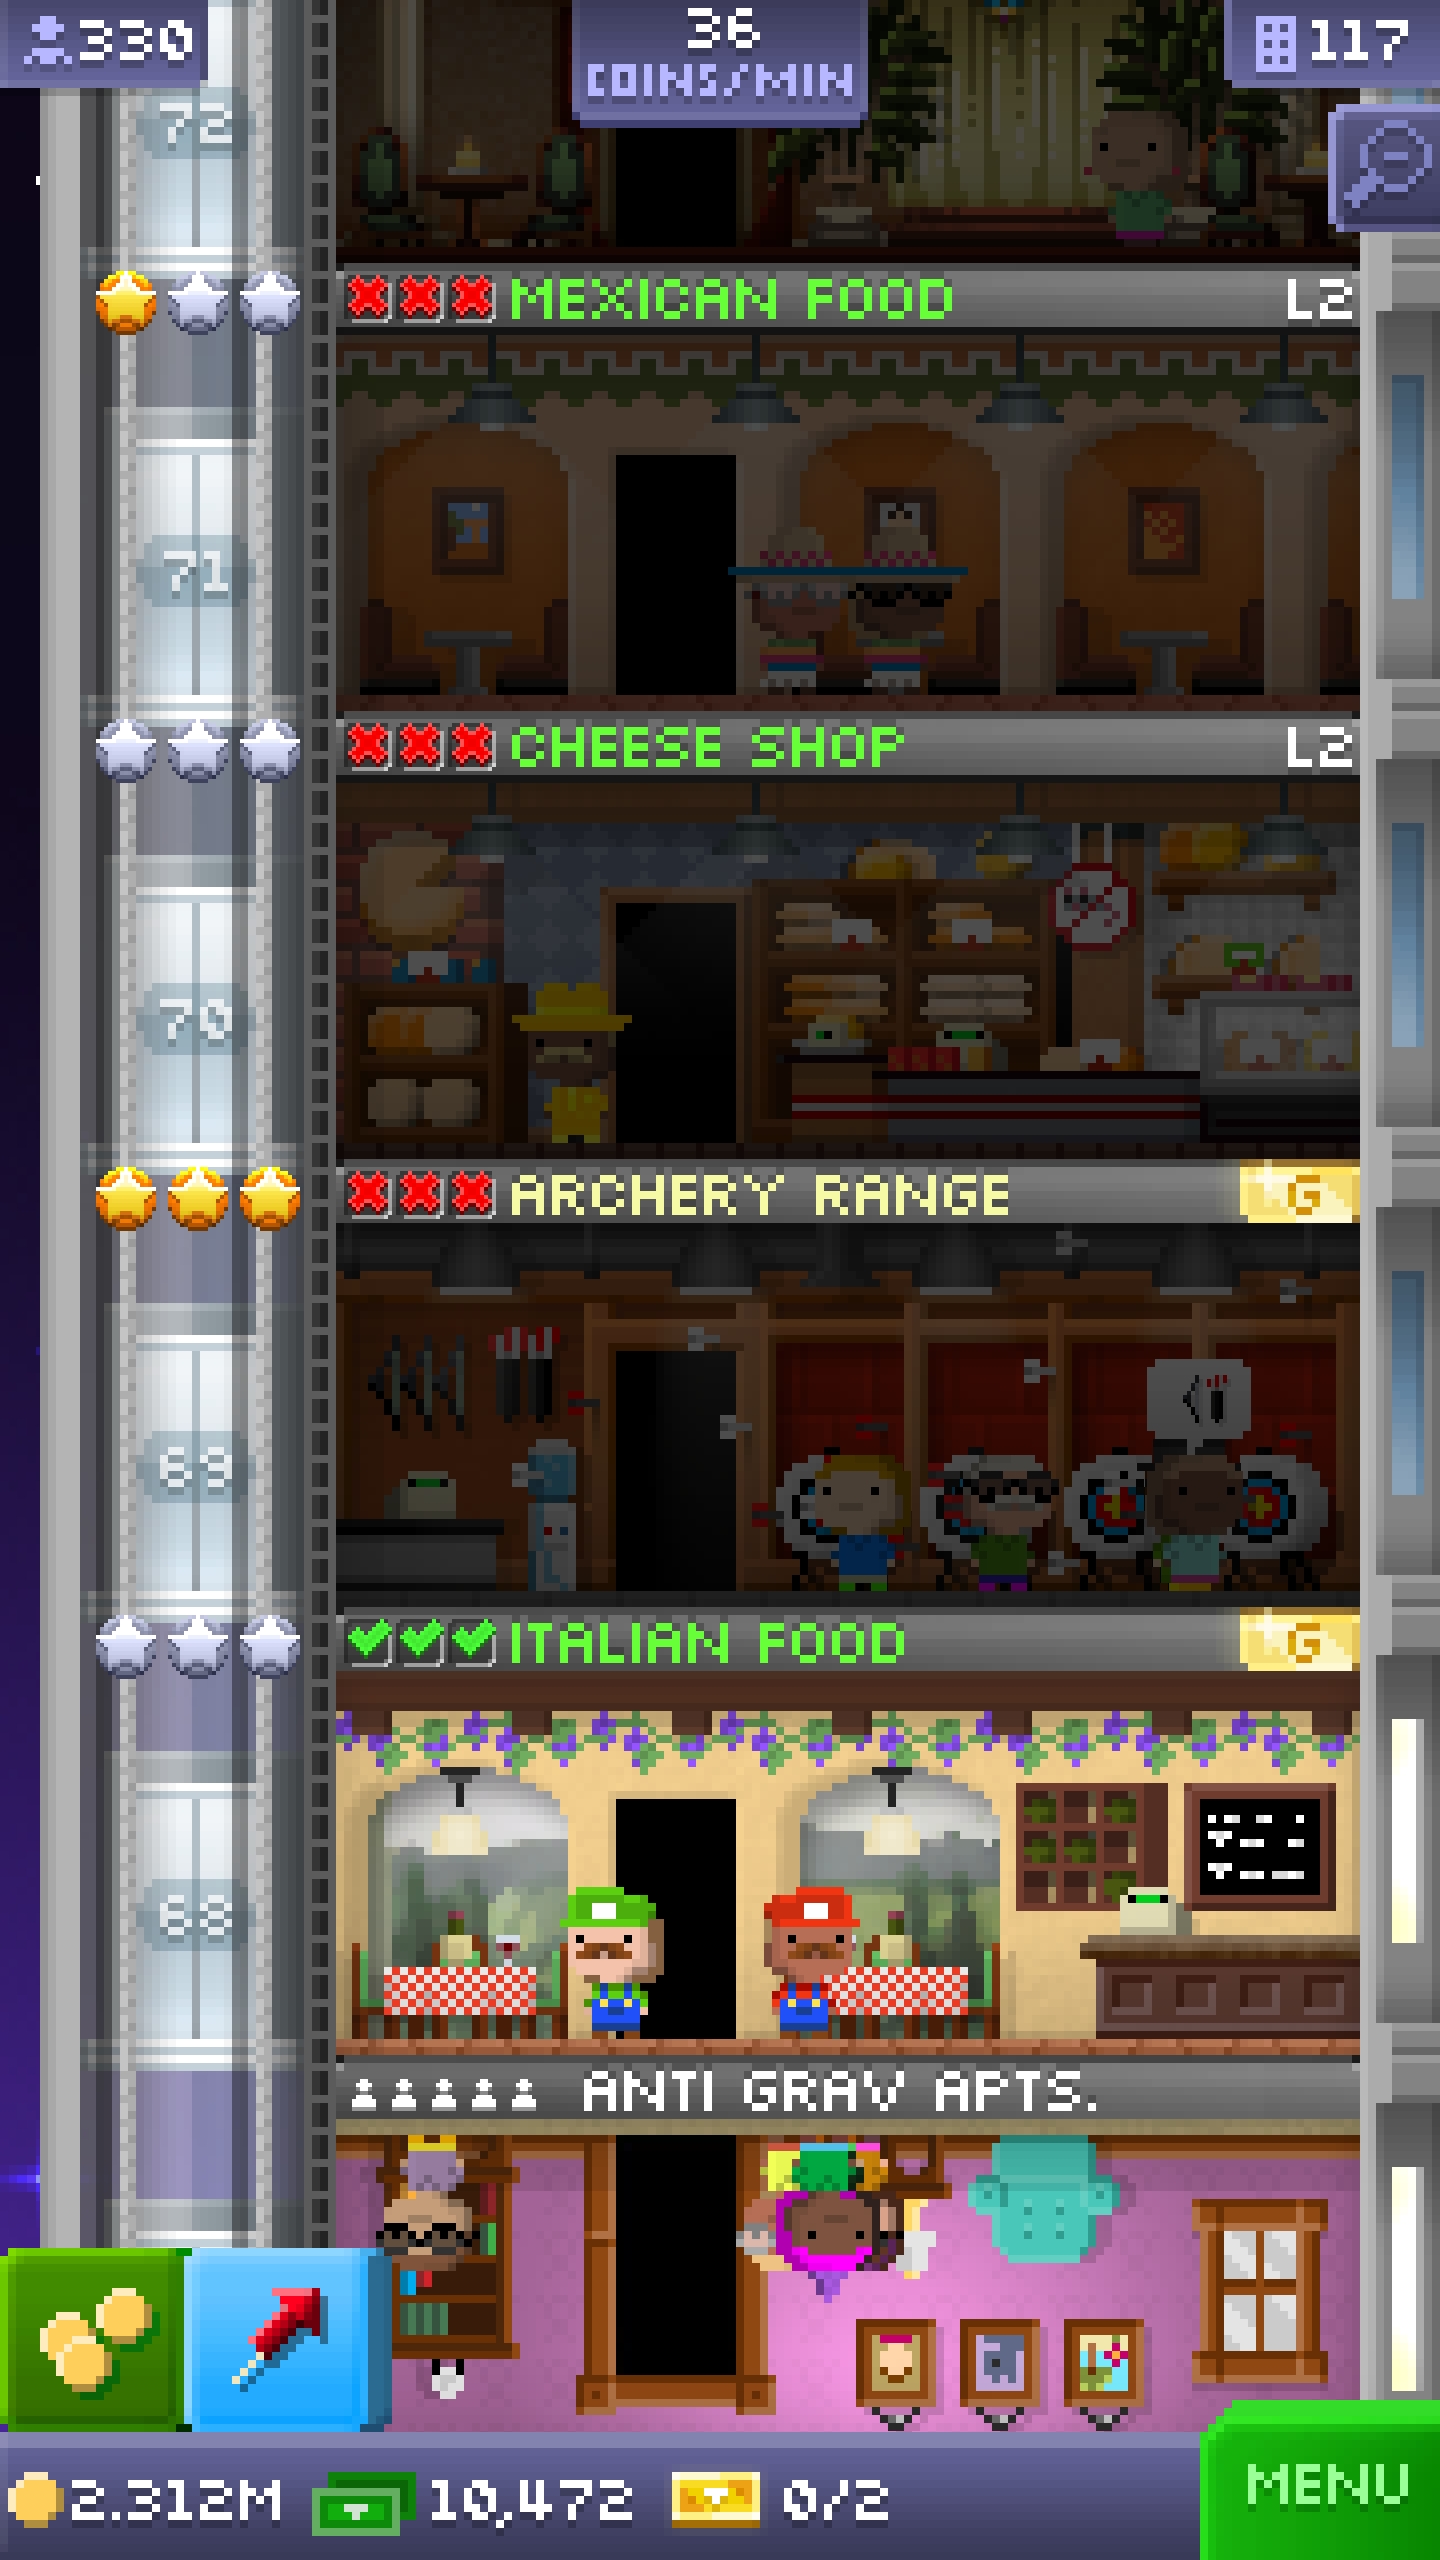 330
36
COINS/MIN
117
72
MEXICAN FOOD L2
71
CHEESE SHOP L2
70
ARCHERY RANGE G
69
ITALIAN FOOD G
68
ANTI GRAV APTS.
2.312M 10,472 0/2
MENU